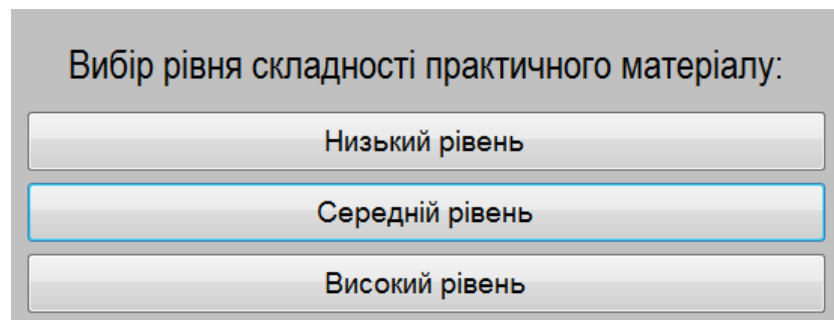 Вибір рівня складності практичного матеріалу:
Низький рівень
Середній рівень
Високий рівень